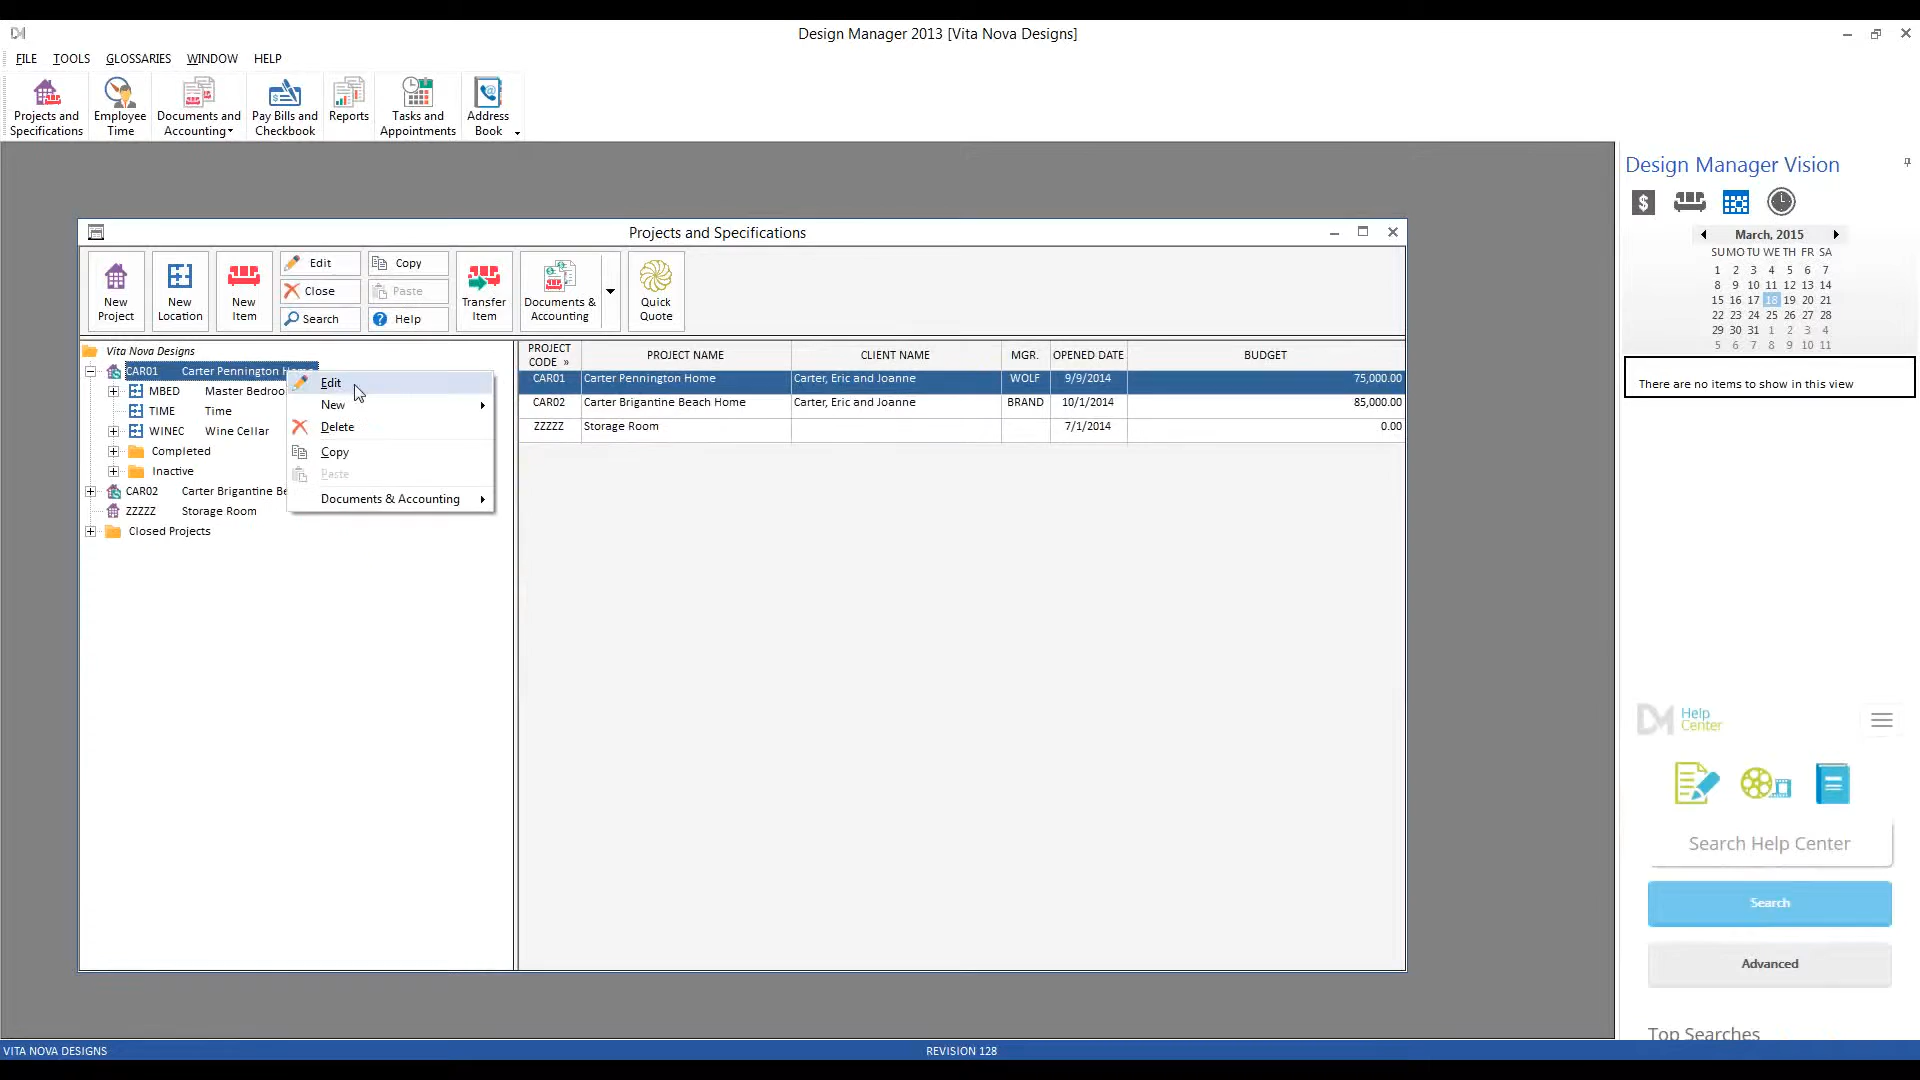 Design Manager 2013 [Vita Nova Designs]
FILE TOOLS GLOSSARIES WINDOW HELP
Projects and Specifications
Employee Time
Documents and Accounting
Pay Bills and Checkbook
Reports
Tasks and Appointments
Address Book
Projects and Specifications
New Project
New Location
New Item
Edit
Close
Search
Copy
Paste
Help
Transfer Item
Documents & Accounting
Quick Quote
Vita Nova Designs
CAR01 Carter Pennington
MBED Master Bedroo
TIME Time
WINEC Wine Cellar
Completed
Inactive
CAR02 Carter Brigantine Be
ZZZZZ Storage Room
Closed Projects
Edit
New
Delete
Copy
Paste
Documents & Accounting
PROJECT CODE » PROJECT NAME CLIENT NAME MGR. OPENED DATE BUDGET
CAR01 Carter Pennington Home Carter, Eric and Joanne WOLF 9/9/2014 75,000.00
CAR02 Carter Brigantine Beach Home Carter, Eric and Joanne BRAND 10/1/2014 85,000.00
ZZZZZ Storage Room 7/1/2014 0.00
Design Manager Vision
March, 2015
SU MO TU WE TH FR SA
1 2 3 4 5 6 7
8 9 10 11 12 13 14
15 16 17 18 19 20 21
22 23 24 25 26 27 28
29 30 31 1 2 3 4
5 6 7 8 9 10 11
There are no items to show in this view
DM Help Center
Search Help Center
Search
Advanced
Top Searches
VITA NOVA DESIGNS
REVISION 128